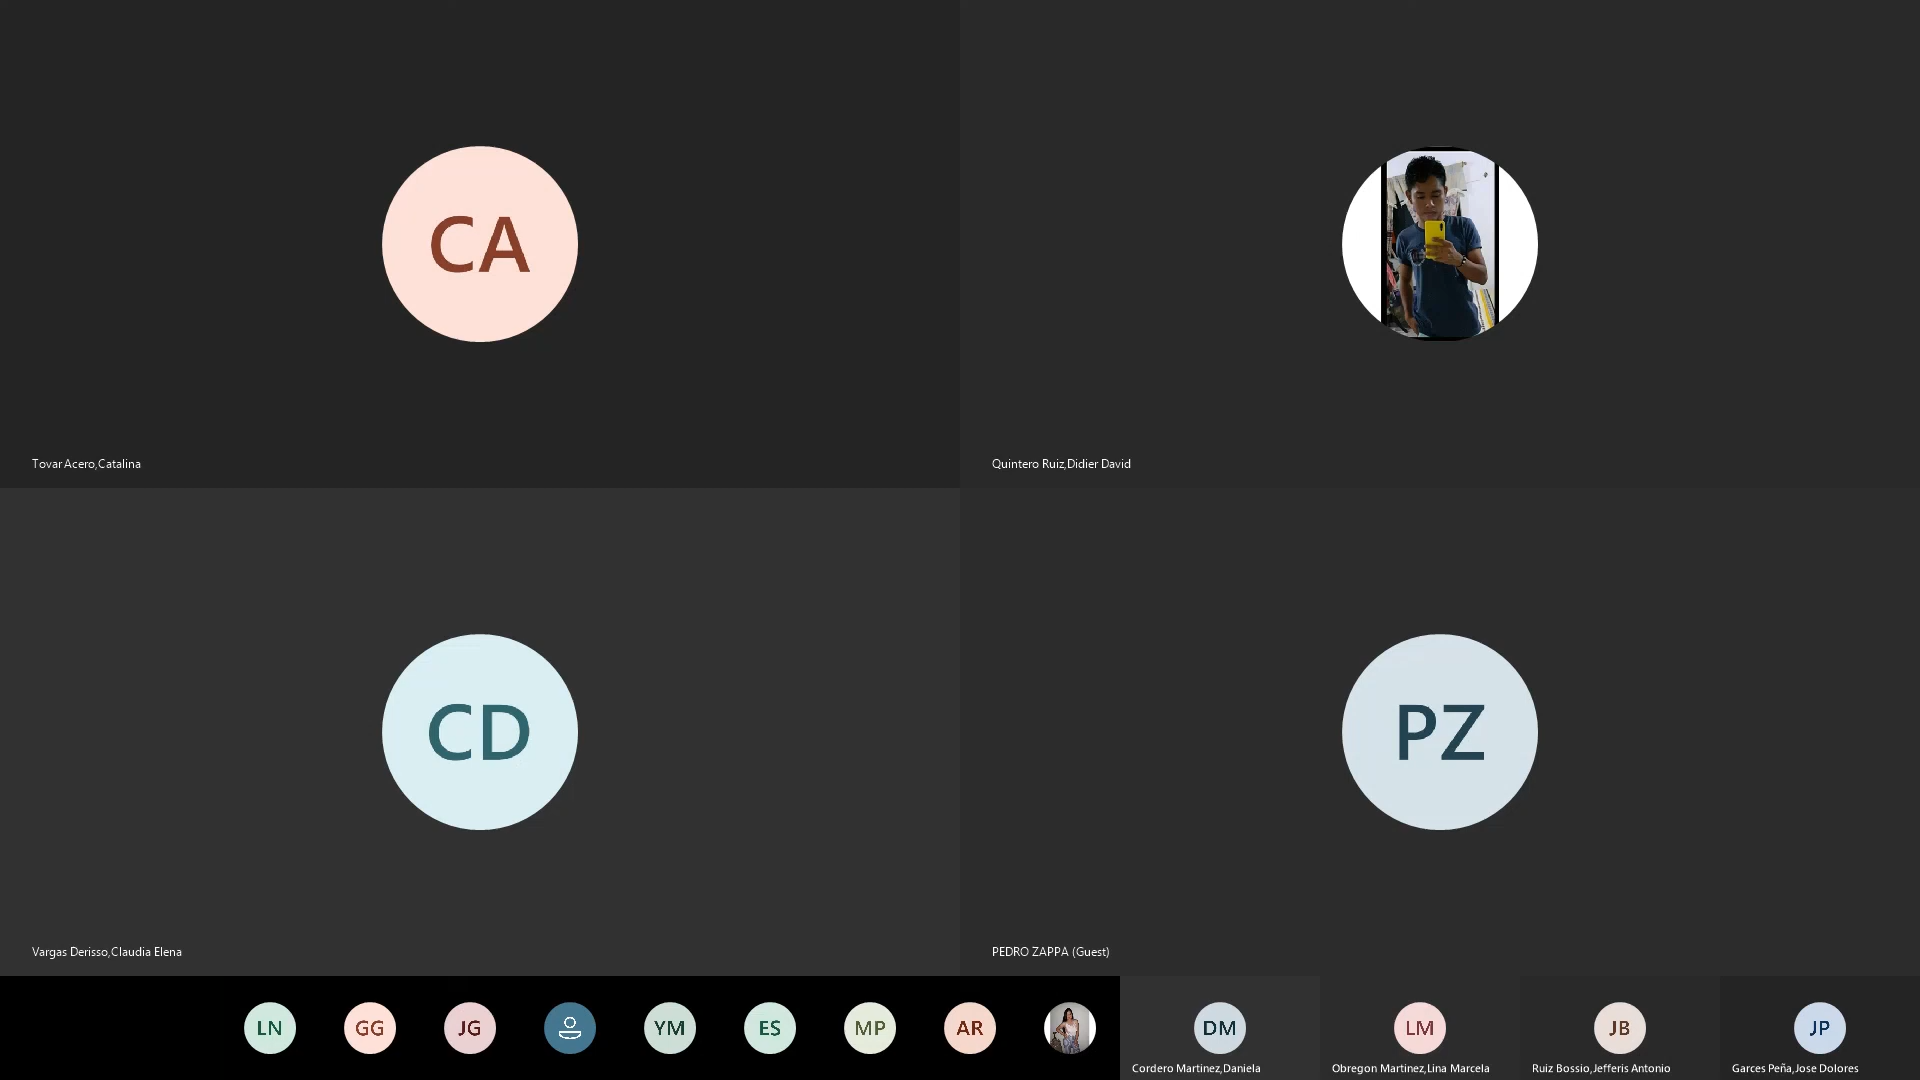 CA
Tovar Acero,Catalina
Quintero Ruiz,Didier David
CD
Vargas Derisso,Claudia Elena
PZ
PEDRO ZAPPA (Guest)
LN
GG
JG
YM
ES
MP
AR
DM
Cordero Martinez,Daniela
LM
Obregon Martinez,Lina Marcela
JB
Ruiz Bossio,Jefferis Antonio
JP
Garces Peña,Jose Dolores